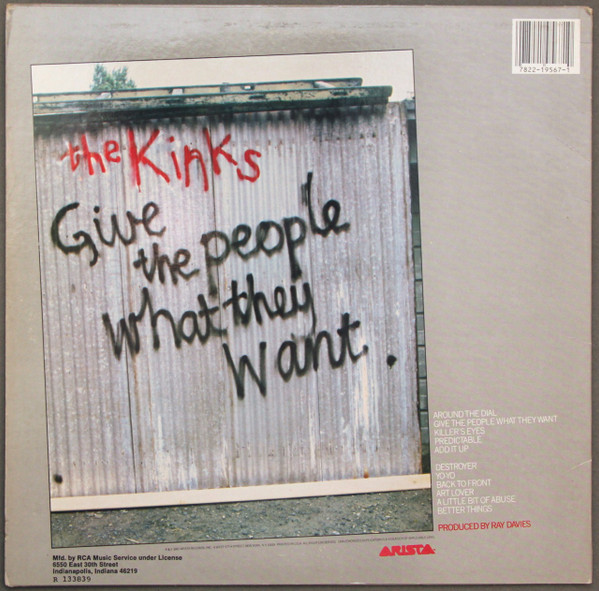 7822-19567-1
the Kinks
Give
the people
what they
want.
AROUND THE DIAL
GIVE THE PEOPLE WHAT THEY WANT
KILLER'S EYES
PREDICTABLE
ADD IT UP
DESTROYER
YO YO
BACK TO FRONT
ART LOVER
A LITTLE BIT OF ABUSE
BETTER THINGS
PRODUCED BY RAY DAVIES
ARISTA
Mfd. by RCA Music Service under License
6550 East 30th Street
Indianapolis, Indiana 46219
R 133839